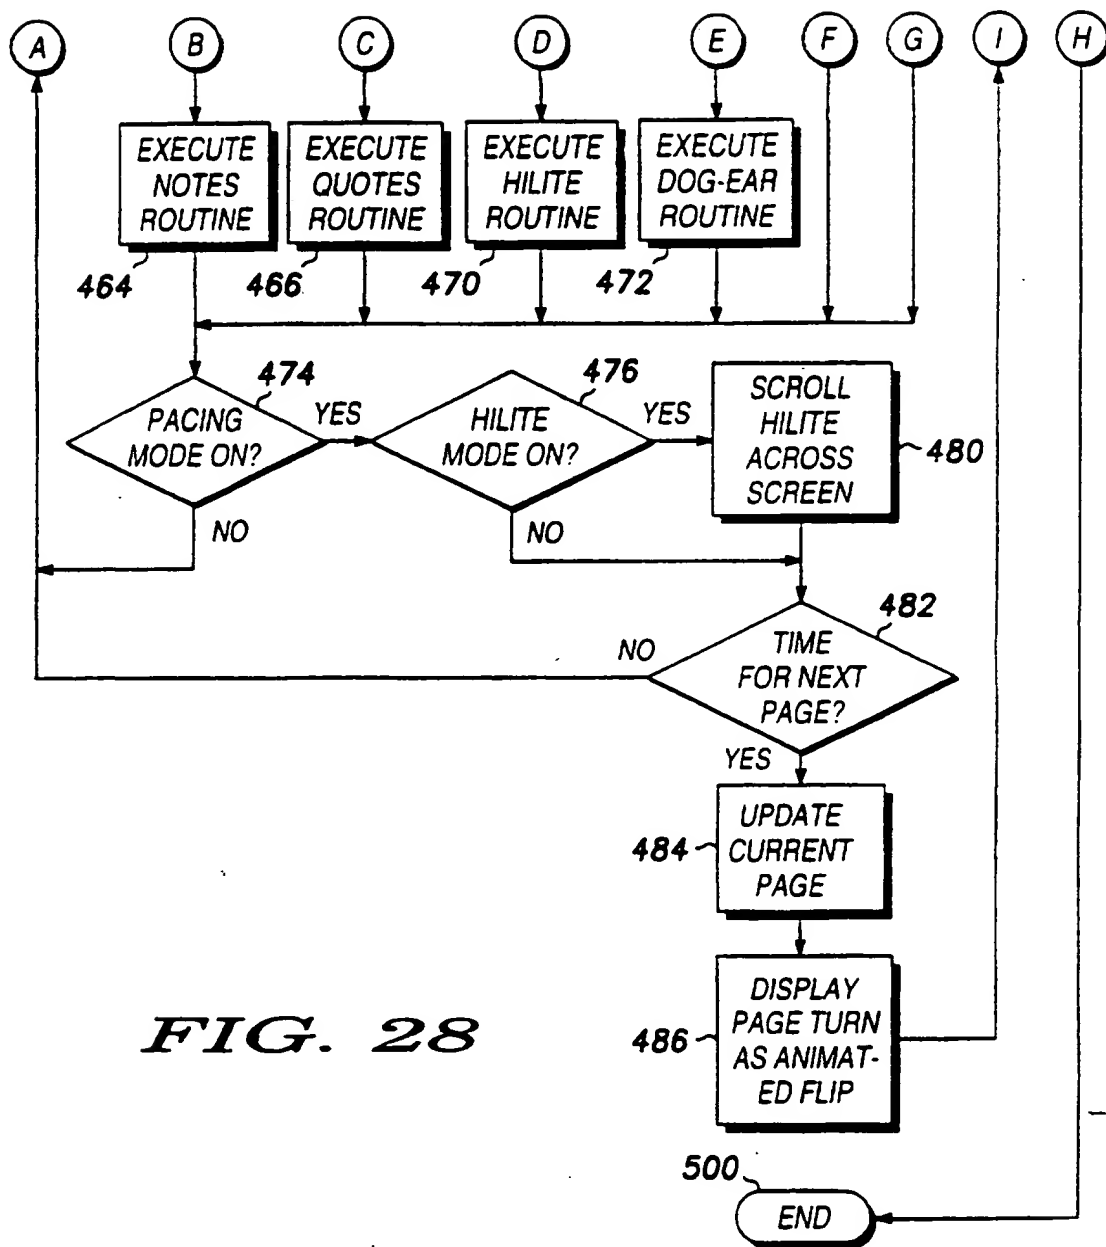 A B C D E F G I H
EXECUTE
NOTES
ROUTINE
464
EXECUTE
QUOTES
ROUTINE
466
EXECUTE
HILITE
ROUTINE
470
EXECUTE
DOG-EAR
ROUTINE
472
PACING
MODE ON?
474
YES
NO
HILITE
MODE ON?
476
YES
NO
SCROLL
HILITE
ACROSS
SCREEN
480
TIME
FOR NEXT
PAGE?
482
NO
YES
UPDATE
CURRENT
PAGE
484
DISPLAY
PAGE TURN
AS ANIMAT-
ED FLIP
486
FIG. 28
500
END